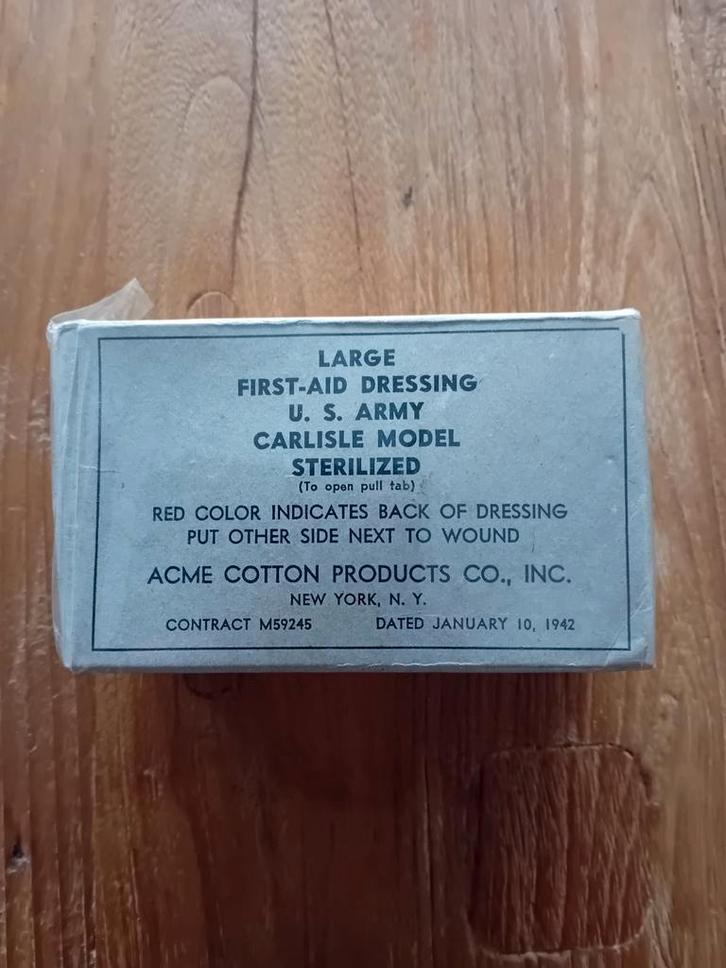 LARGE
FIRST-AID DRESSING
U. S. ARMY
CARLISLE MODEL
STERILIZED
(To open pull tab)
RED COLOR INDICATES BACK OF DRESSING
PUT OTHER SIDE NEXT TO WOUND
ACME COTTON PRODUCTS CO., INC.
NEW YORK, N. Y.
CONTRACT M59245 DATED JANUARY 10, 1942